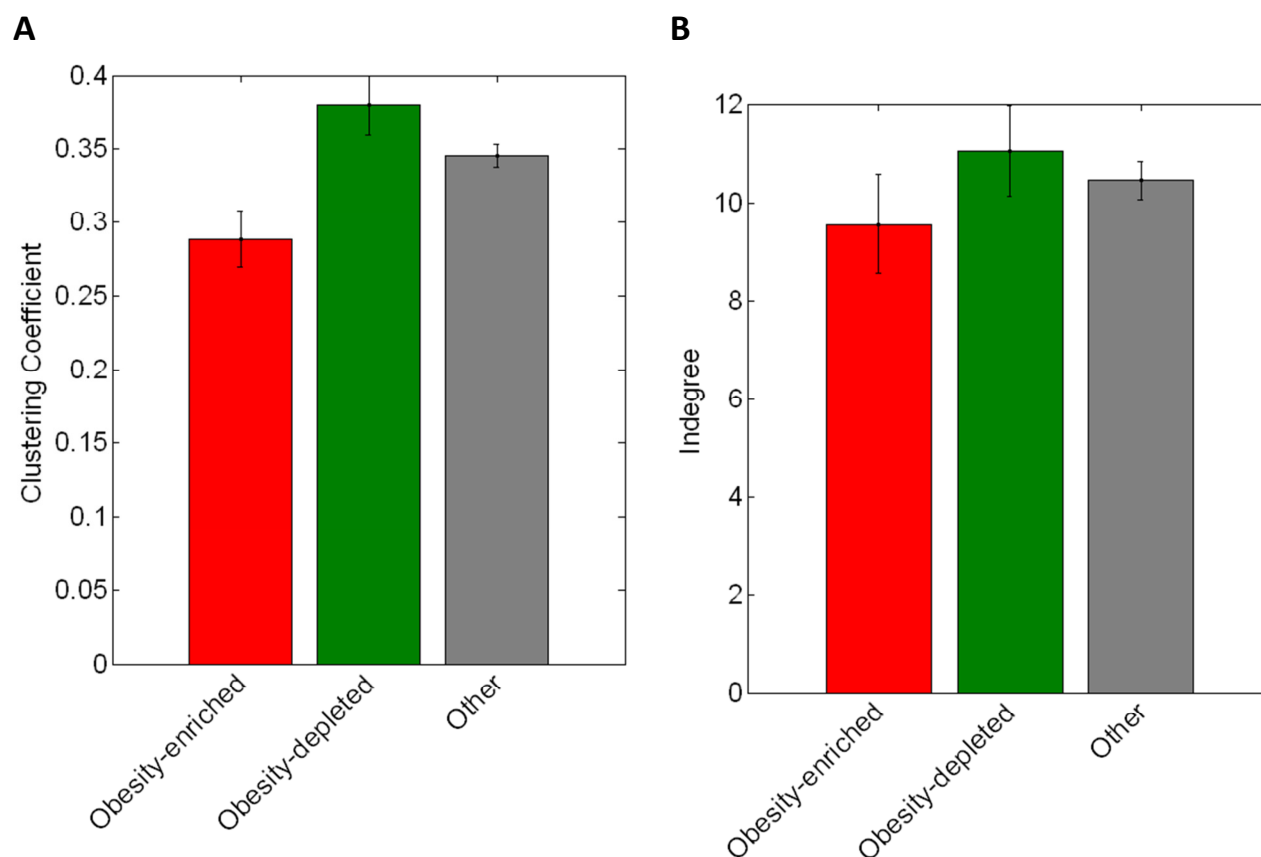 A
Clustering Coefficient
0.4
0.35
0.3
0.25
0.2
0.15
0.1
0.05
0
Obesity-enriched
Obesity-depleted
Other
B
Indegree
12
10
8
6
4
2
0
Obesity-enriched
Obesity-depleted
Other